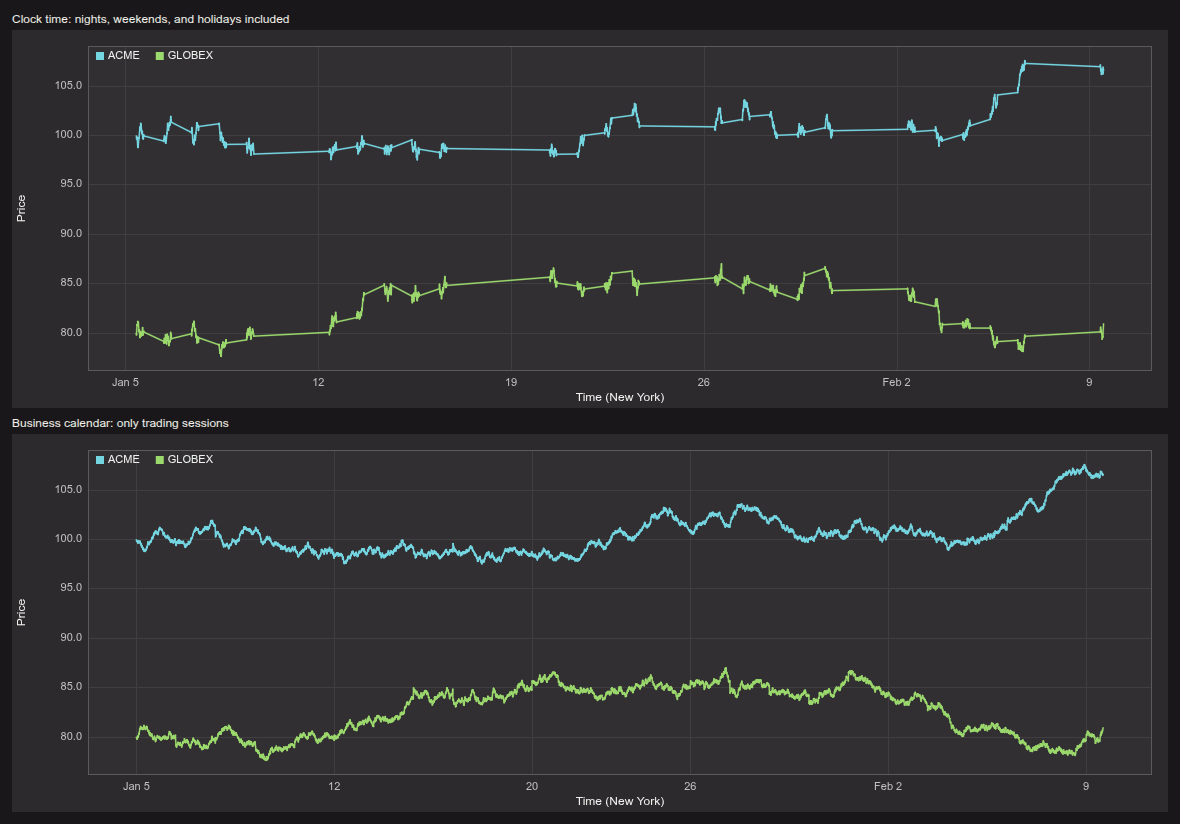 Clock time: nights, weekends, and holidays included
ACME GLOBEX
105.0
100.0
95.0
90.0
85.0
80.0
Price
Jan 5 12 19 26 Feb 2 9
Time (New York)
Business calendar: only trading sessions
ACME GLOBEX
105.0
100.0
95.0
90.0
85.0
80.0
Price
Jan 5 12 20 26 Feb 2 9
Time (New York)